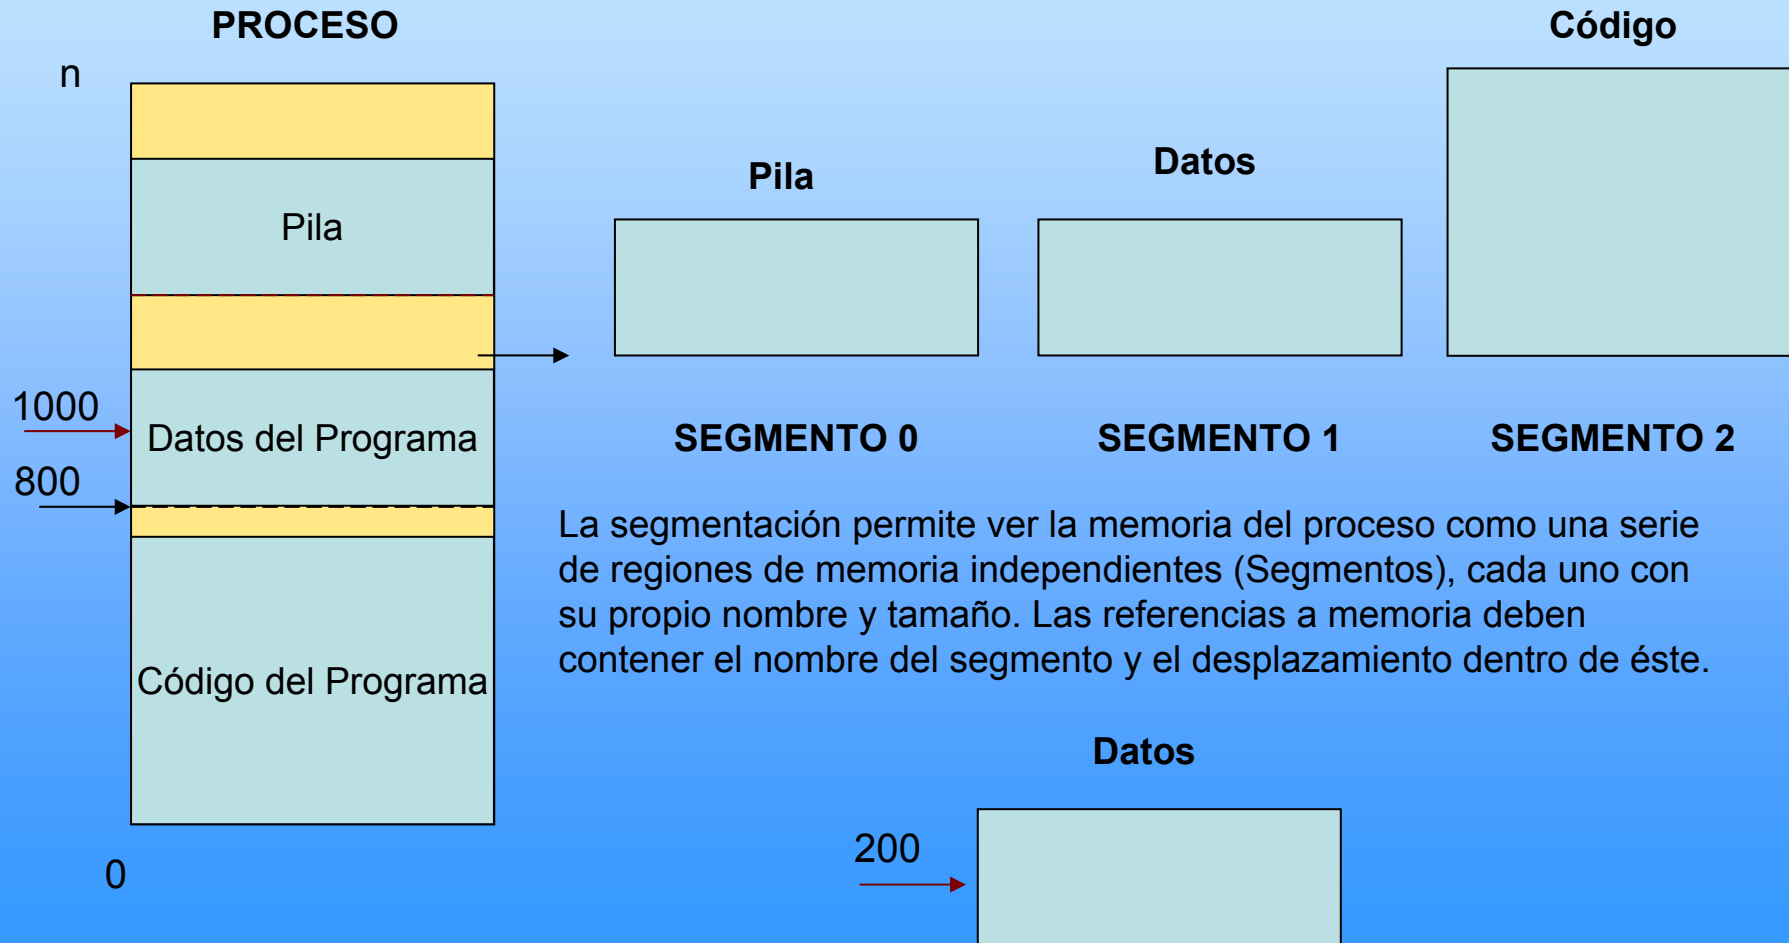 PROCESO
n
Pila
1000
Datos del Programa
800
Código del Programa
0
Pila
Datos
Código
SEGMENTO 0
SEGMENTO 1
SEGMENTO 2
La segmentación permite ver la memoria del proceso como una serie
de regiones de memoria independientes (Segmentos), cada uno con
su propio nombre y tamaño. Las referencias a memoria deben
contener el nombre del segmento y el desplazamiento dentro de éste.
Datos
200